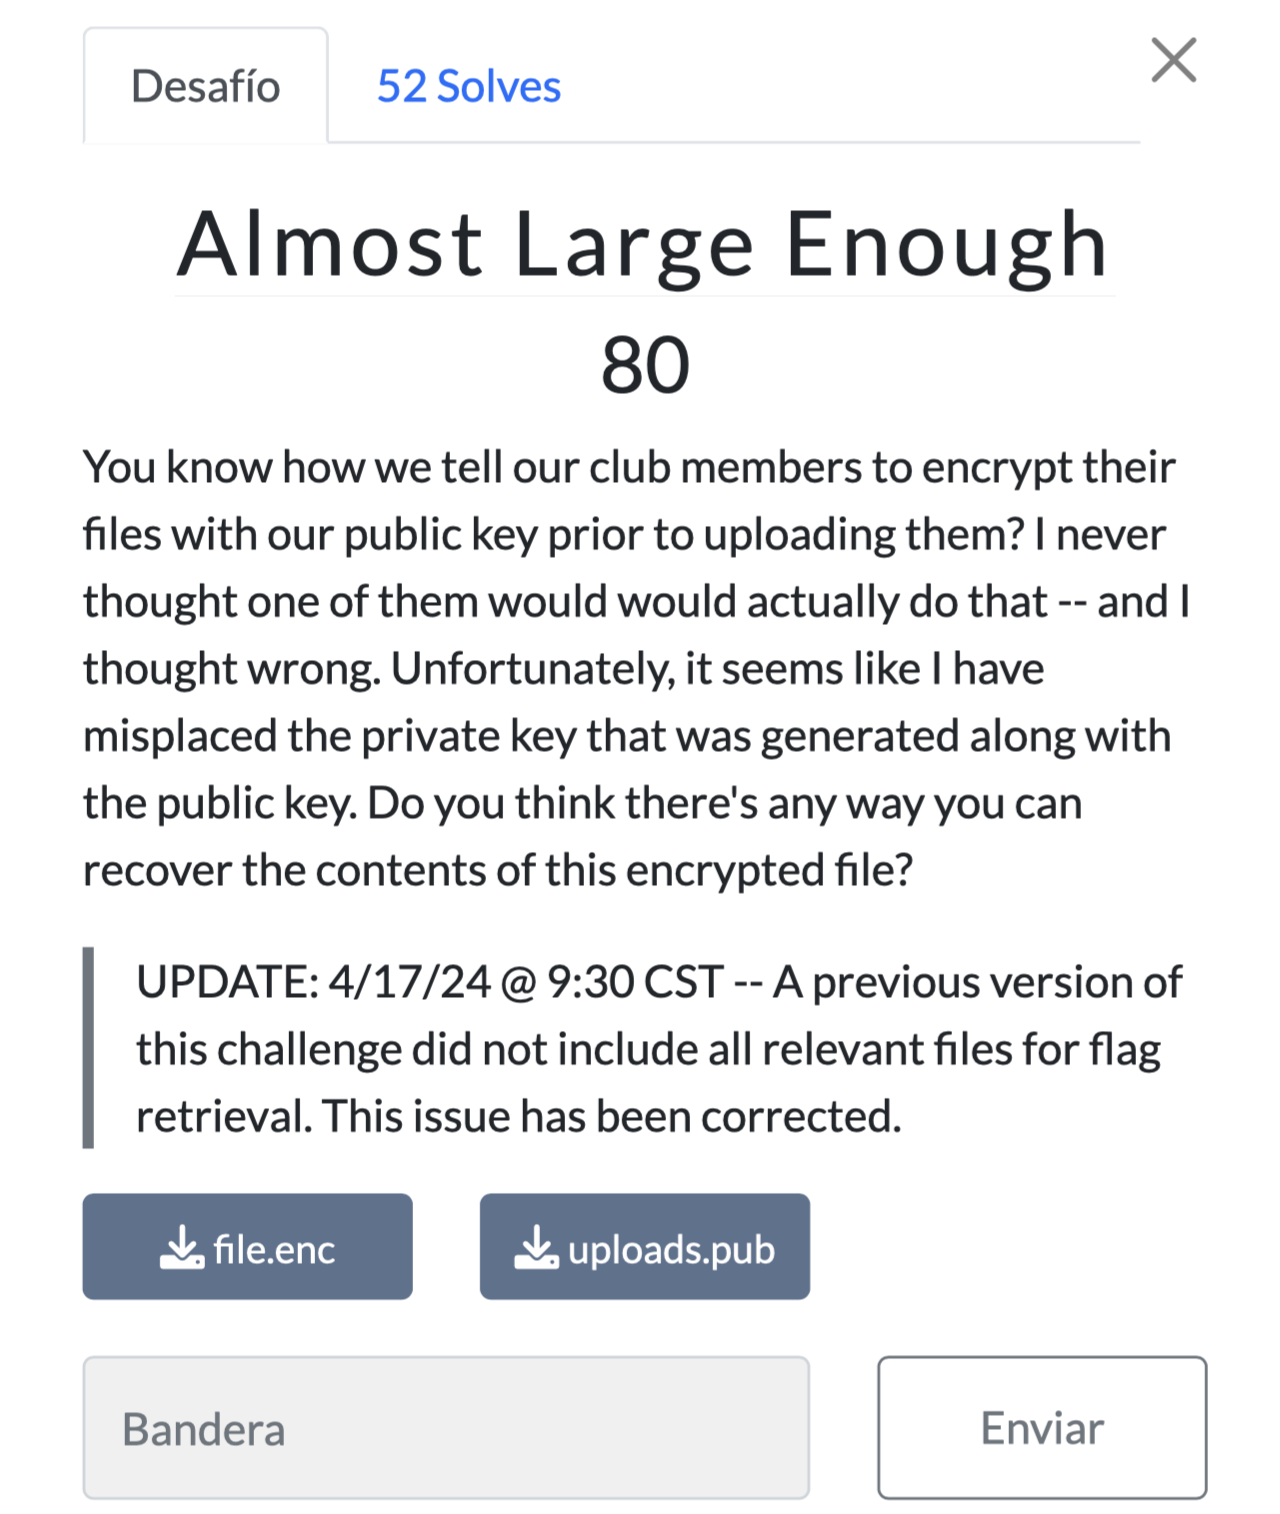 Desafío
52 Solves
Almost Large Enough
80
You know how we tell our club members to encrypt their
files with our public key prior to uploading them? I never
thought one of them would would actually do that -- and I
thought wrong. Unfortunately, it seems like I have
misplaced the private key that was generated along with
the public key. Do you think there's any way you can
recover the contents of this encrypted file?
UPDATE: 4/17/24 @ 9:30 CST -- A previous version of
this challenge did not include all relevant files for flag
retrieval. This issue has been corrected.
file.enc
uploads.pub
Bandera
Enviar